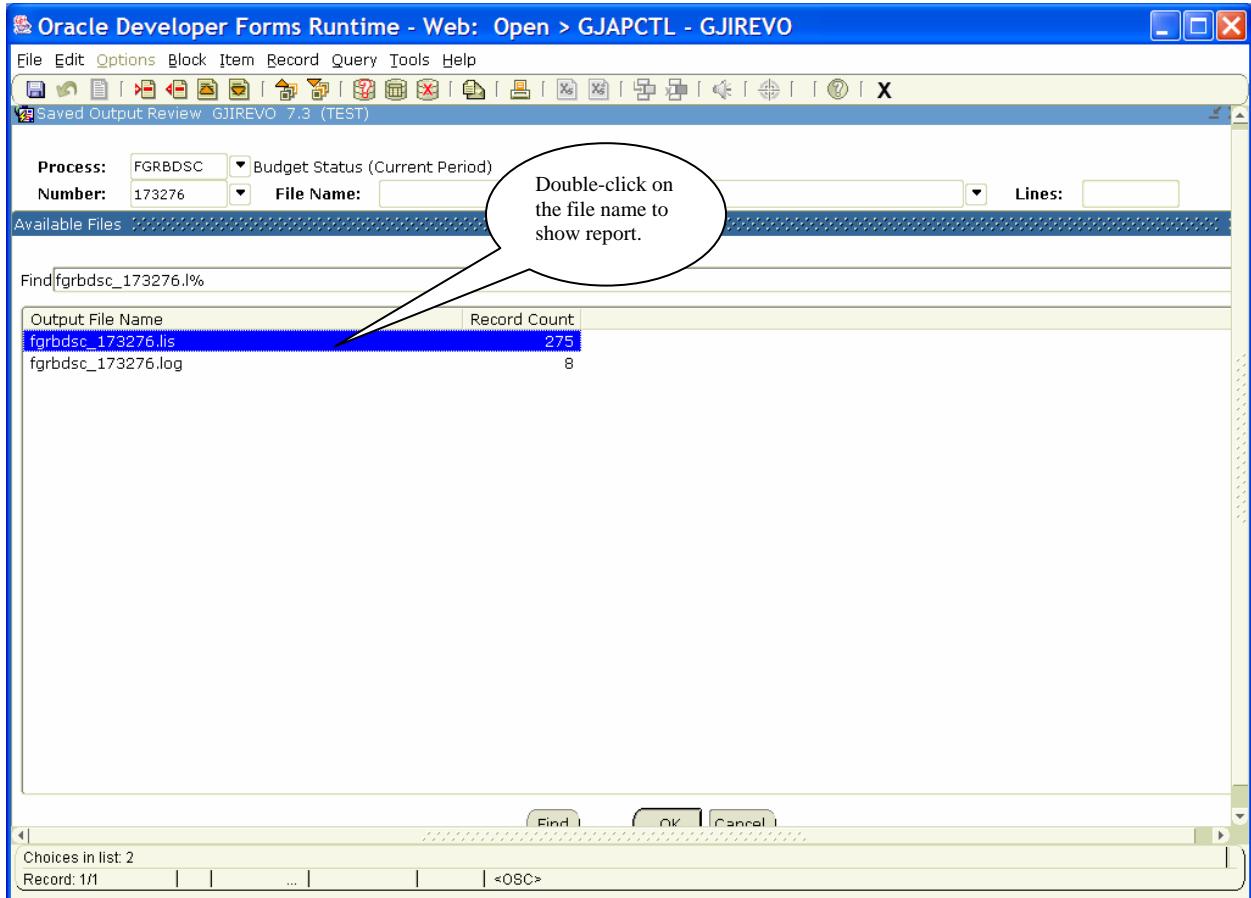 Oracle Developer Forms Runtime - Web: Open > GJAPCTL - GJIREVO
File Edit Options Block Item Record Query Tools Help
Saved Output Review GJIREVO 7.3 (TEST)
Process: FGRBDSC Budget Status (Current Period)
Number: 173276 File Name: Lines:
Double-click on
the file name to
show report.
Available Files
Find fgrbdsc_173276.l%
Output File Name Record Count
fgrbdsc_173276.lis 275
fgrbdsc_173276.log 8
Find OK Cancel
Choices in list: 2
Record: 1/1 ... <OSC>